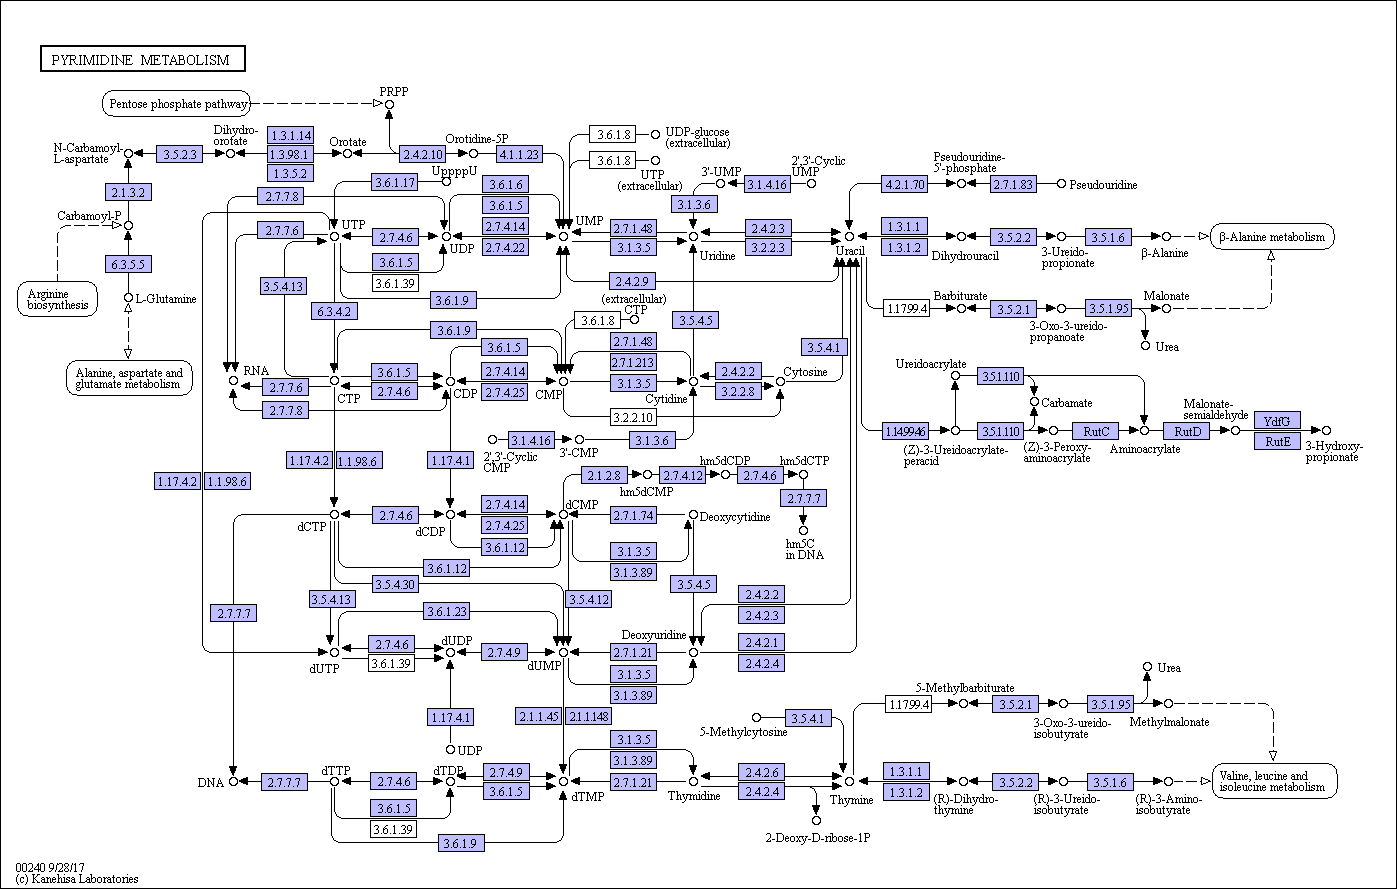 PYRIMIDINE METABOLISM
Pentose phosphate pathway
PRPP
N-Carbamoyl-
L-aspartate
3.5.2.3
Dihydro-
orotate
1.3.1.14
1.3.98.1
1.3.5.2
Orotate
2.4.2.10
Orotidine-5P
4.1.1.23
3.6.1.8
UDP-glucose
(extracellular)
3.6.1.8
UTP
(extracellular)
2.1.3.2
Carbamoyl-P
6.3.5.5
Arginine
biosynthesis
L-Glutamine
Alanine, aspartate and
glutamate metabolism
3.6.1.17
UppppU
2.7.7.8
2.7.7.6
UTP
2.7.4.6
UDP
3.6.1.5
3.6.1.39
3.6.1.6
3.6.1.5
2.7.4.14
2.7.4.22
UMP
2.7.1.48
3.1.3.5
Uridine
3'-UMP
3.1.4.16
2',3'-Cyclic
UMP
3.1.3.6
2.4.2.3
3.2.2.3
Uracil
4.2.1.70
Pseudouridine-
5'-phosphate
2.7.1.83
Pseudouridine
1.3.1.1
1.3.1.2
Dihydrouracil
3.5.2.2
3-Ureido-
propionate
3.5.1.6
β-Alanine
β-Alanine metabolism
3.5.4.13
6.3.4.2
3.6.1.9
2.4.2.9
(extracellular)
CTP
3.6.1.8
3.5.4.5
1.1.799.4
Barbiturate
3.5.2.1
3-Oxo-3-ureido-
propanoate
3.5.1.95
Malonate
Urea
3.6.1.9
3.6.1.5
2.7.1.48
2.7.1.213
3.5.4.1
RNA
2.7.7.6
CTP
3.6.1.5
2.7.4.6
CDP
2.7.4.14
2.7.4.25
CMP
3.1.3.5
Cytidine
2.4.2.2
3.2.2.8
Cytosine
2.7.7.8
3.2.2.10
Ureidoacrylate
3.5.1.110
Carbamate
1.14.99.46
(Z)-3-Ureidoacrylate-
peracid
3.5.1.110
(Z)-3-Peroxy-
aminoacrylate
RutC
Aminoacrylate
RutD
Malonate-
semialdehyde
YdfG
RutE
3-Hydroxy-
propionate
2',3'-Cyclic
CMP
3.1.4.16
3'-CMP
3.1.3.6
1.17.4.2
1.1.98.6
1.17.4.2
1.1.98.6
1.17.4.1
2.1.2.8
hm5dCMP
2.7.4.12
hm5dCDP
2.7.4.6
hm5dCTP
2.7.7.7
hm5C
in DNA
dCTP
2.7.4.6
dCDP
2.7.4.14
2.7.4.25
3.6.1.12
dCMP
2.7.1.74
Deoxycytidine
3.1.3.5
3.1.3.89
3.6.1.12
3.5.4.30
3.5.4.13
3.5.4.12
3.5.4.5
2.7.7.7
3.6.1.23
2.4.2.2
2.4.2.3
2.4.2.1
2.4.2.4
dUTP
2.7.4.6
3.6.1.39
dUDP
2.7.4.9
dUMP
2.7.1.21
Deoxyuridine
3.1.3.5
3.1.3.89
1.17.4.1
UDP
2.1.1.45
2.1.1.148
5-Methylcytosine
3.5.4.1
1.1.799.4
5-Methylbarbiturate
3.5.2.1
3-Oxo-3-ureido-
isobutyrate
3.5.1.95
Urea
Methylmalonate
DNA
2.7.7.7
dTTP
2.7.4.6
dTDP
3.6.1.5
3.6.1.39
3.6.1.9
2.7.4.9
3.6.1.5
dTMP
3.1.3.5
3.1.3.89
2.7.1.21
Thymidine
2.4.2.6
2.4.2.4
2-Deoxy-D-ribose-1P
Thymine
1.3.1.1
1.3.1.2
(R)-Dihydro-
thymine
3.5.2.2
(R)-3-Ureido-
isobutyrate
3.5.1.6
(R)-3-Amino-
isobutyrate
Valine, leucine and
isoleucine metabolism
00240 9/28/17
(c) Kanehisa Laboratories